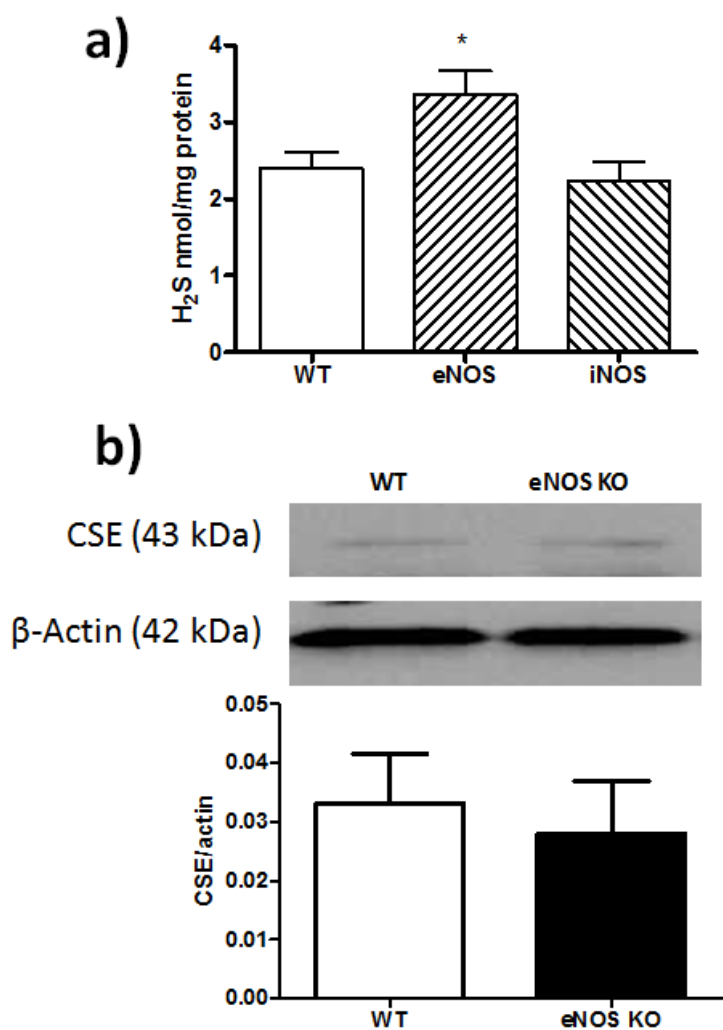 a)
*
H₂S nmol/mg protein
4
3
2
1
0
WT eNOS iNOS
b)
WT eNOS KO
CSE (43 kDa)
β-Actin (42 kDa)
CSE/actin
0.05
0.04
0.03
0.02
0.01
0.00
WT eNOS KO